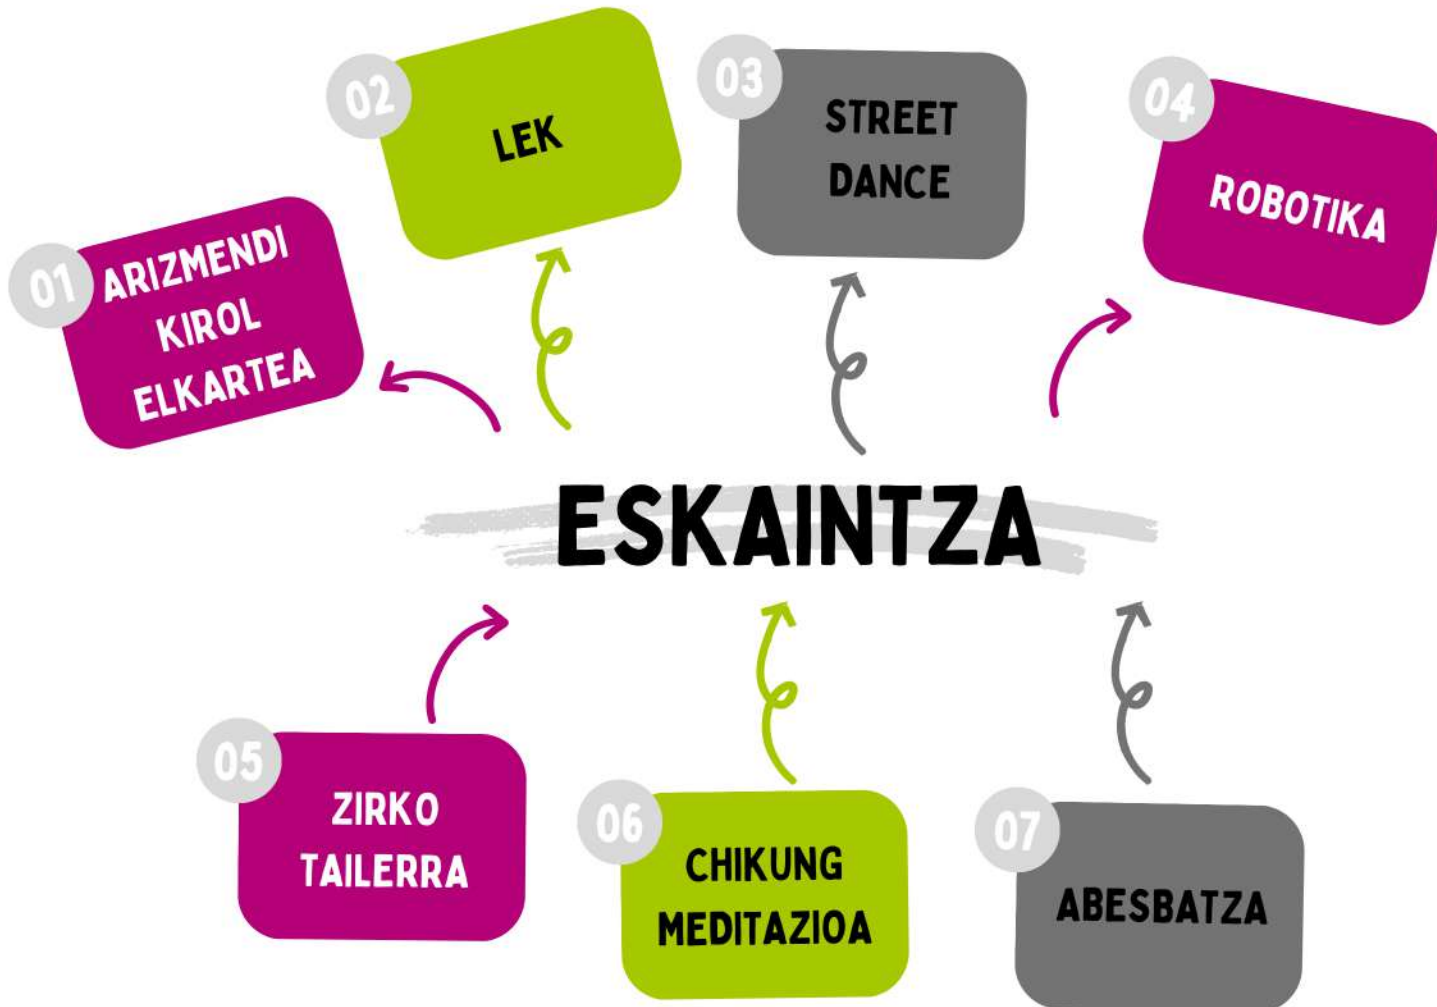 01
ARIZMENDI
KIROL
ELKARTEA
02
LEK
03
STREET
DANCE
04
ROBOTIKA
ESKAINTZA
05
ZIRKO
TAILERRA
06
CHIKUNG
MEDITAZIOA
07
ABESBATZA